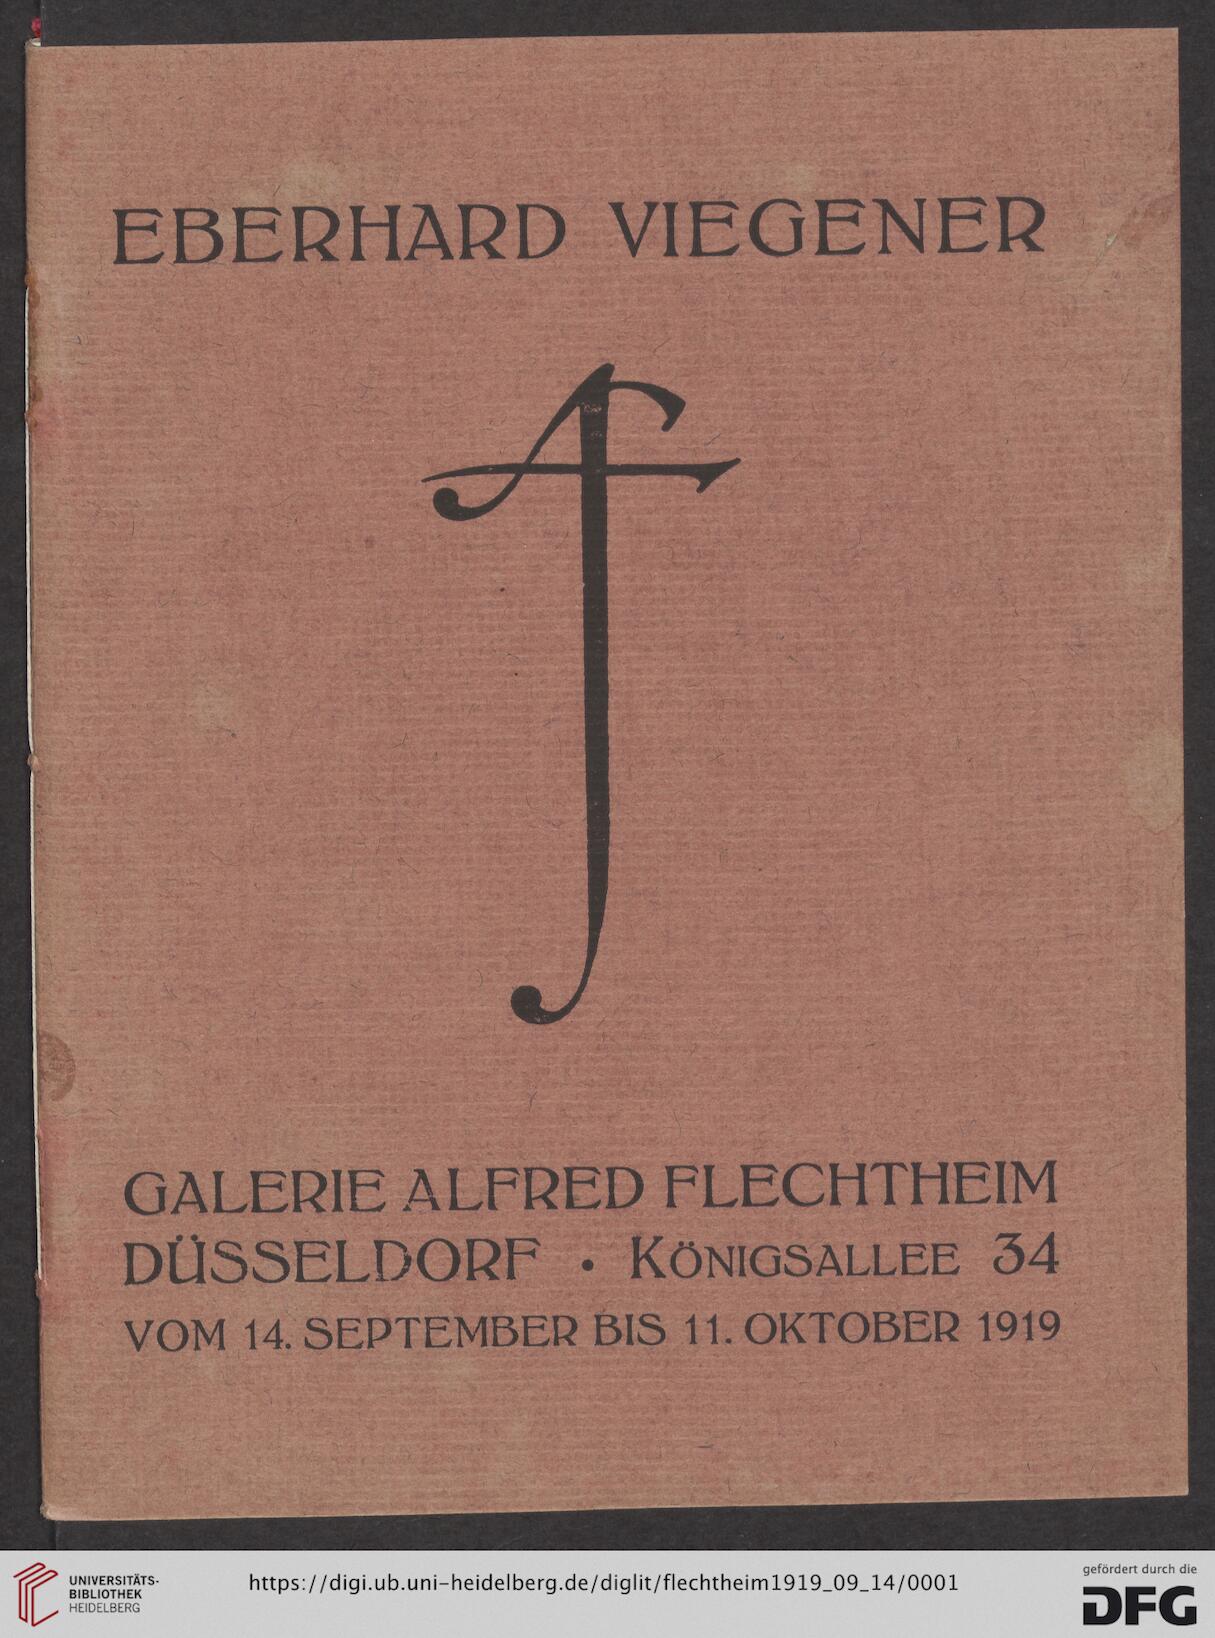 EBERHARD VIEGENER
AF
GALERIE ALFRED FLECHTHEIM
DÜSSELDORF · KÖNIGSALLEE 34
VOM 14. SEPTEMBER BIS 11. OKTOBER 1919
UNIVERSITÄTS-
BIBLIOTHEK
HEIDELBERG
https://digi.ub.uni-heidelberg.de/diglit/flechtheim1919_09_14/0001
gefördert durch die
DFG